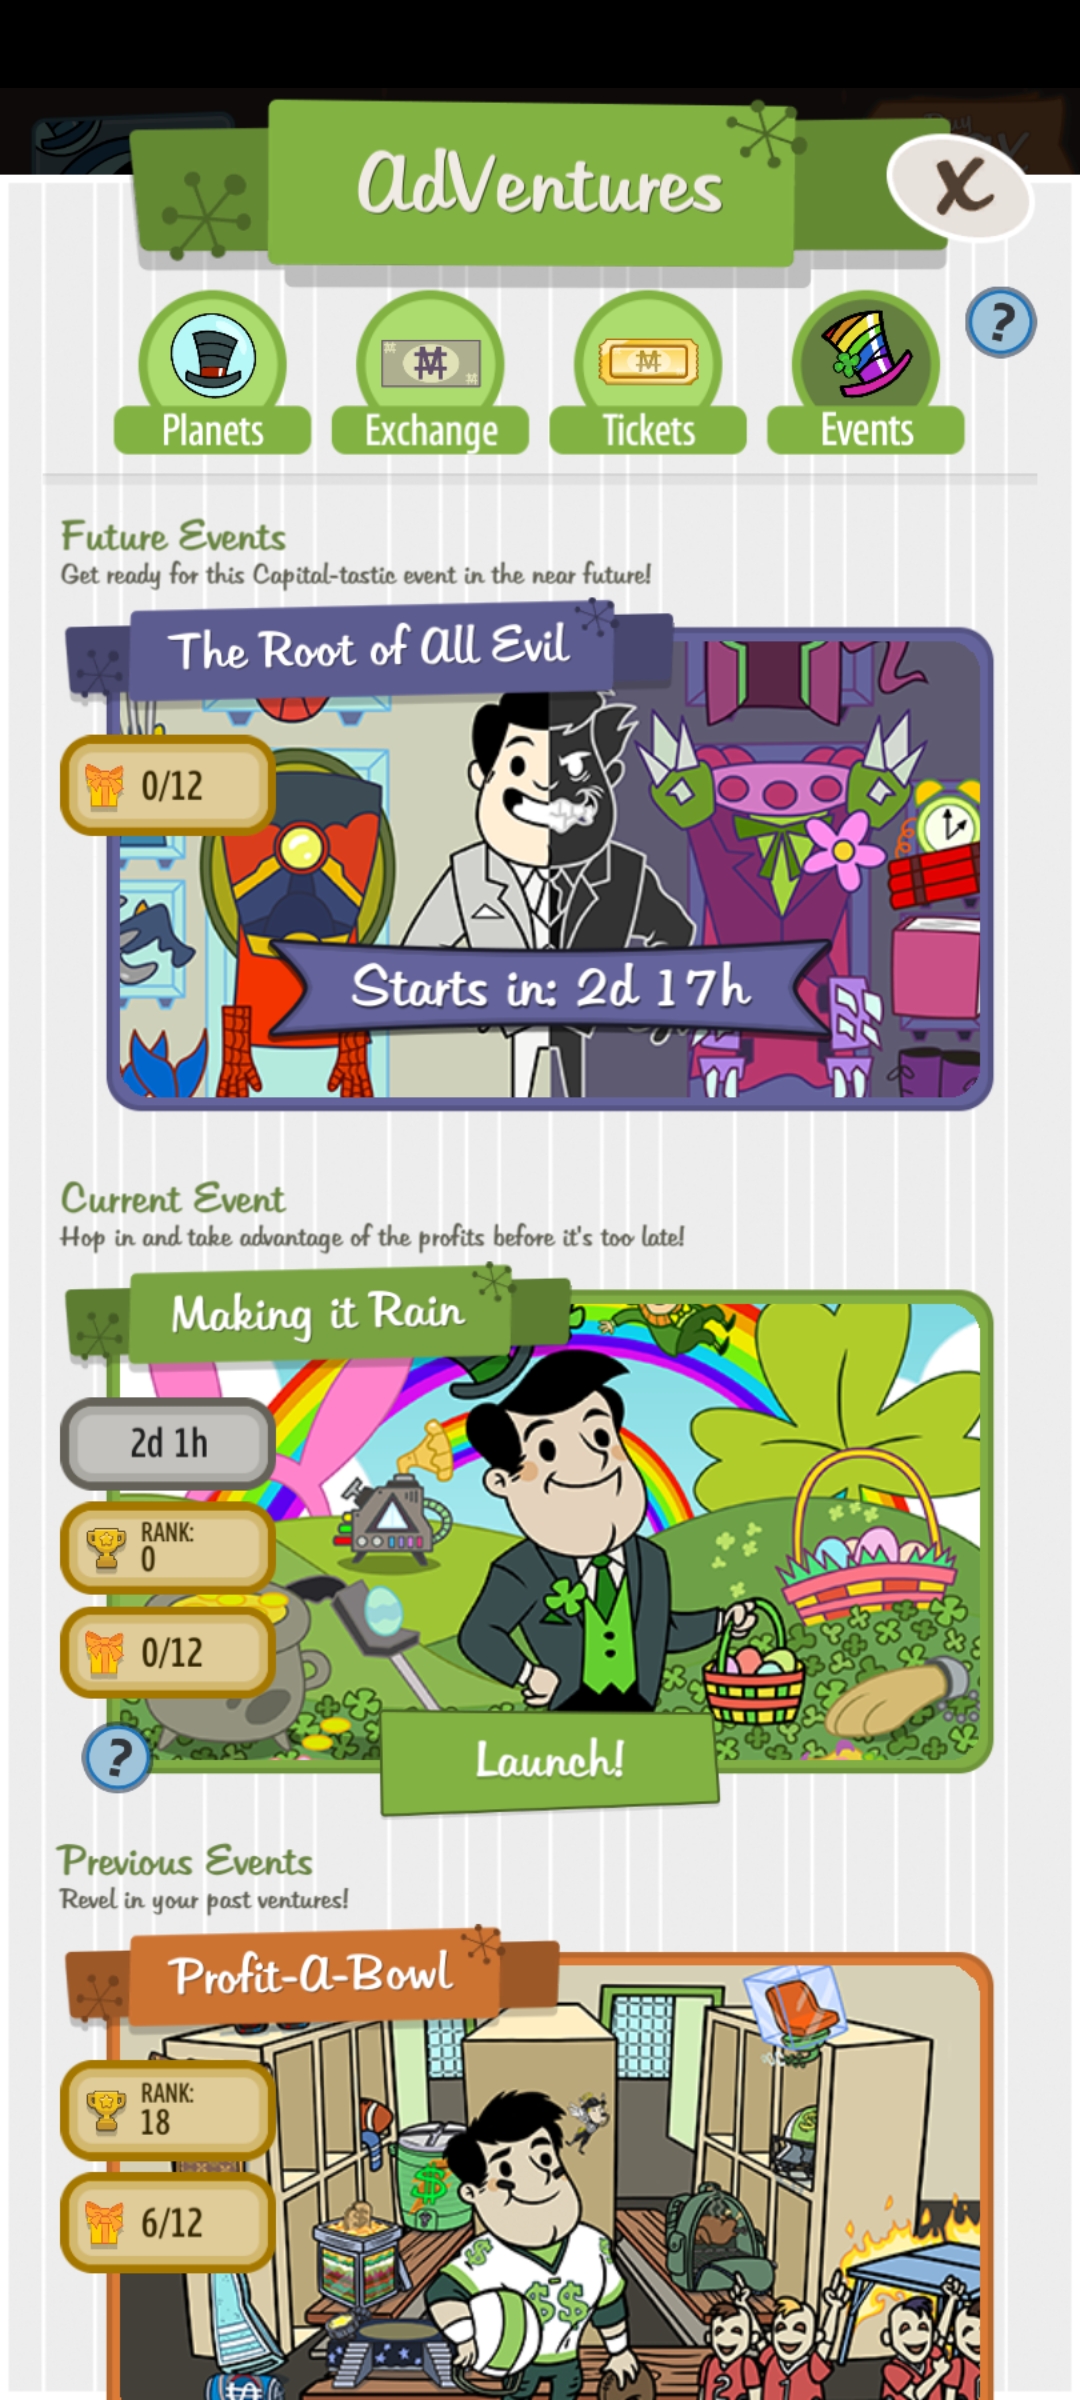 AdVentures
X
?
Planets
Exchange
Tickets
Events
Future Events
Get ready for this Capital-tastic event in the near future!
The Root of All Evil
0/12
Starts in: 2d 17h
Current Event
Hop in and take advantage of the profits before it's too late!
Making it Rain
2d 1h
RANK:
0
0/12
?
Launch!
Previous Events
Revel in your past ventures!
Profit-A-Bowl
RANK:
18
6/12
$
$
$$
2
1